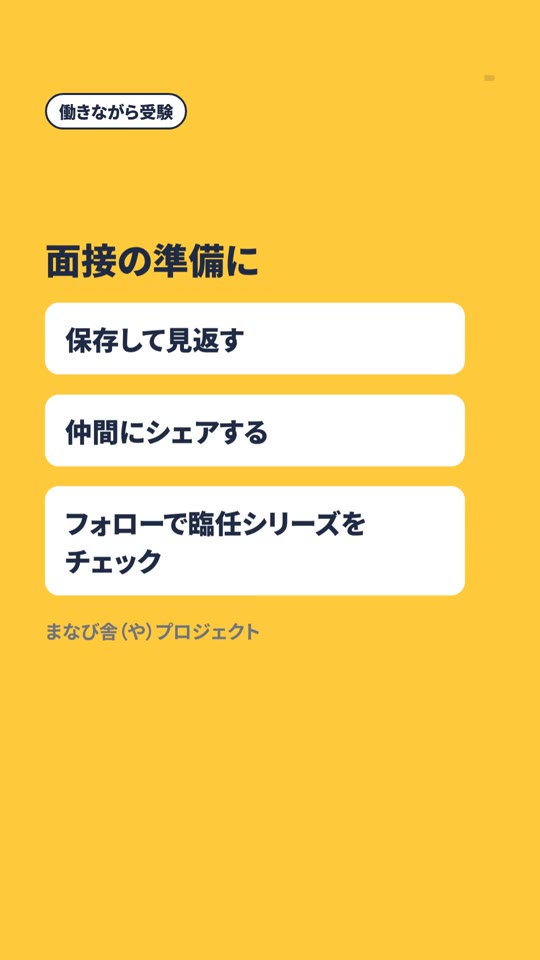 働きながら受験
面接の準備に
保存して見返す
仲間にシェアする
フォローで臨任シリーズを
チェック
まなび舎（や）プロジェクト